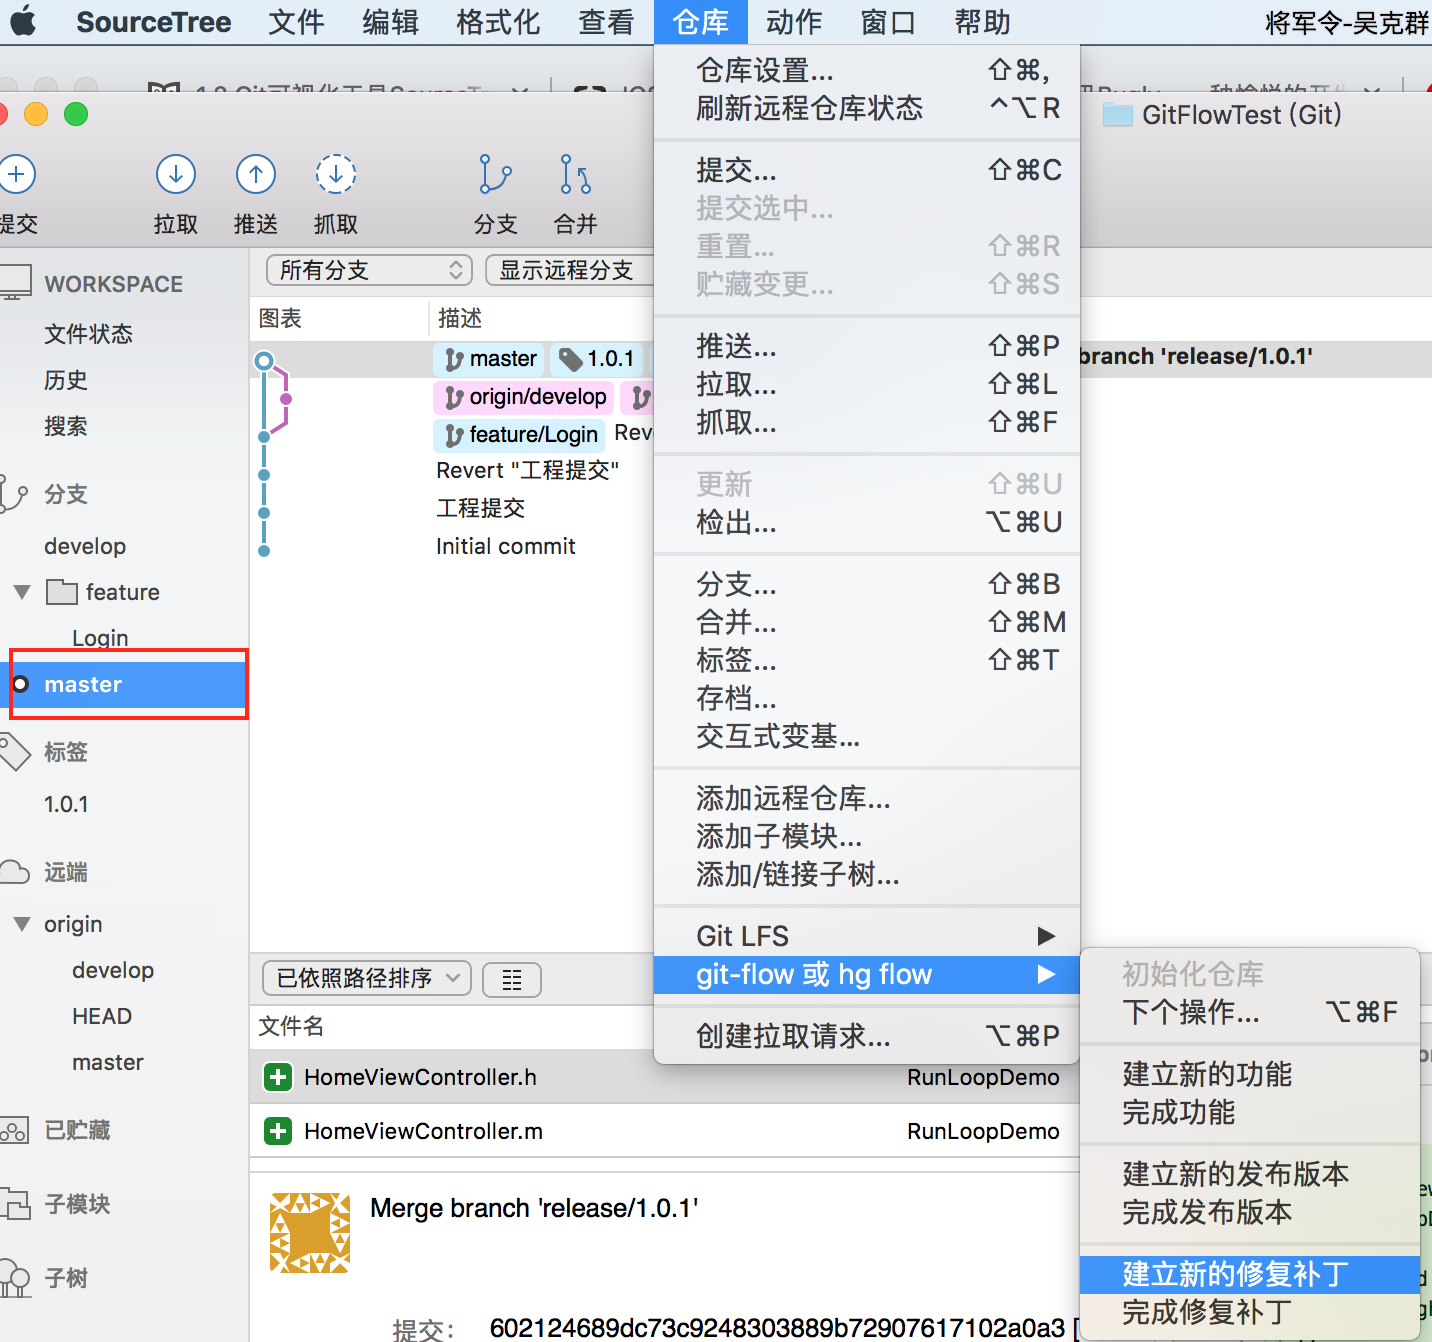 SourceTree 文件 编辑 格式化 查看 仓库 动作 窗口 帮助 将军令-吴克群
GitFlowTest (Git)
提交 拉取 推送 抓取 分支 合并
WORKSPACE
文件状态
历史
搜索
分支
develop
feature
Login
master
标签
1.0.1
远端
origin
develop
HEAD
master
已贮藏
子模块
子树
所有分支 显示远程分支
图表 描述
master 1.0.1 branch 'release/1.0.1'
origin/develop
feature/Login Rev
Revert "工程提交"
工程提交
Initial commit
已依照路径排序
文件名
HomeViewController.h RunLoopDemo
HomeViewController.m RunLoopDemo
Merge branch 'release/1.0.1'
提交： 602124689dc73c9248303889b72907617102a0a3 [
仓库设置... ⇧⌘,
刷新远程仓库状态 ^⌥R
提交... ⇧⌘C
提交选中...
重置... ⇧⌘R
贮藏变更... ⇧⌘S
推送... ⇧⌘P
拉取... ⇧⌘L
抓取... ⇧⌘F
更新 ⇧⌘U
检出... ⌥⌘U
分支... ⇧⌘B
合并... ⇧⌘M
标签... ⇧⌘T
存档...
交互式变基...
添加远程仓库...
添加子模块...
添加/链接子树...
Git LFS
git-flow 或 hg flow
创建拉取请求... ⌥⌘P
初始化仓库
下个操作... ⌥⌘F
建立新的功能
完成功能
建立新的发布版本
完成发布版本
建立新的修复补丁
完成修复补丁